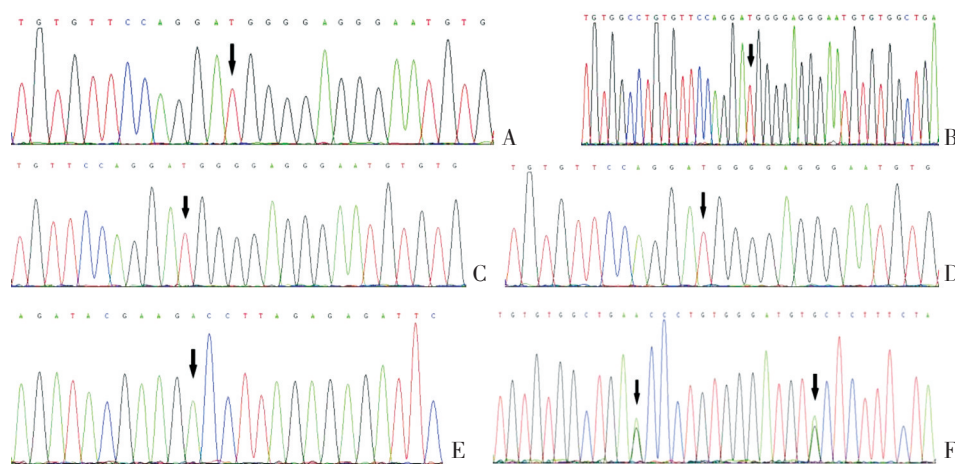 T G T G T T C C A G G A T G G G G A G G G A A T G T G
A
TGTGGCCTGTGTTCCAGGATGGGGAGGGAATGTGTGGCTGA
B
T G T T C C A G G A T G G G G A G G G A A T G T G T G
C
T G T G T T C C A G G A T G G G G A G G G A A T G T G
D
A G A T A C G A A G A C C T T A G A G A G A T T C
E
T G T G T G G C T G A A C C C T G T G G G A T G T G C T C T T T C T A
F